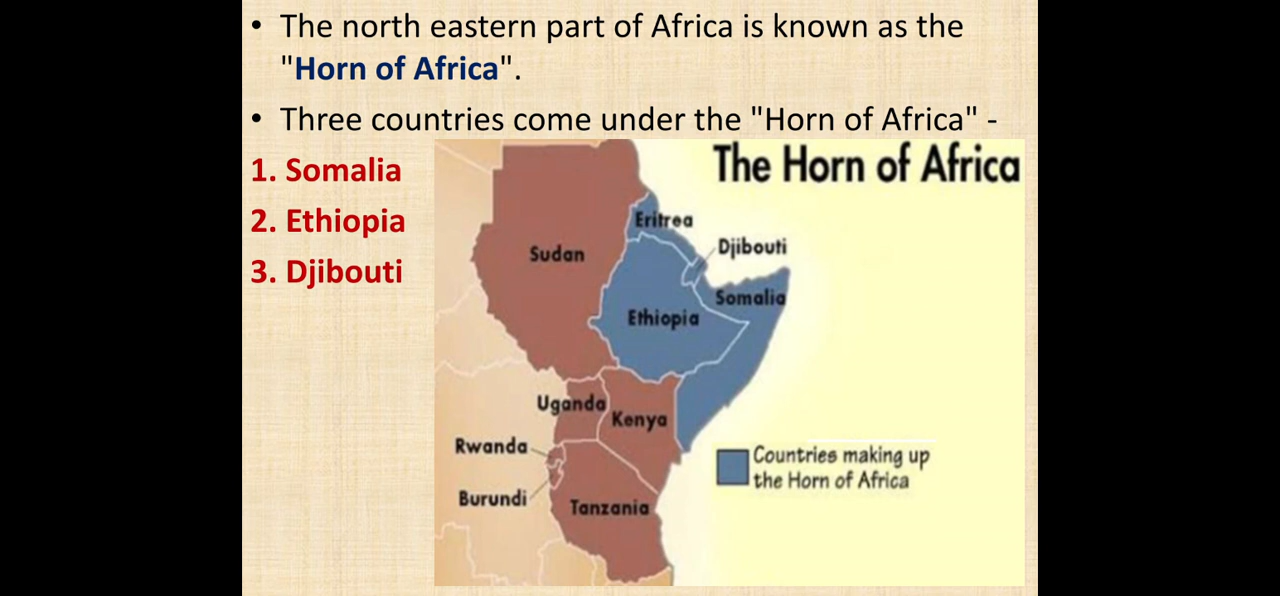 • The north eastern part of Africa is known as the
"Horn of Africa".
• Three countries come under the "Horn of Africa" -
1. Somalia
2. Ethiopia
3. Djibouti
The Horn of Africa
Eritrea
Djibouti
Sudan
Somalia
Ethiopia
Uganda
Kenya
Rwanda
Burundi
Tanzania
Countries making up
the Horn of Africa